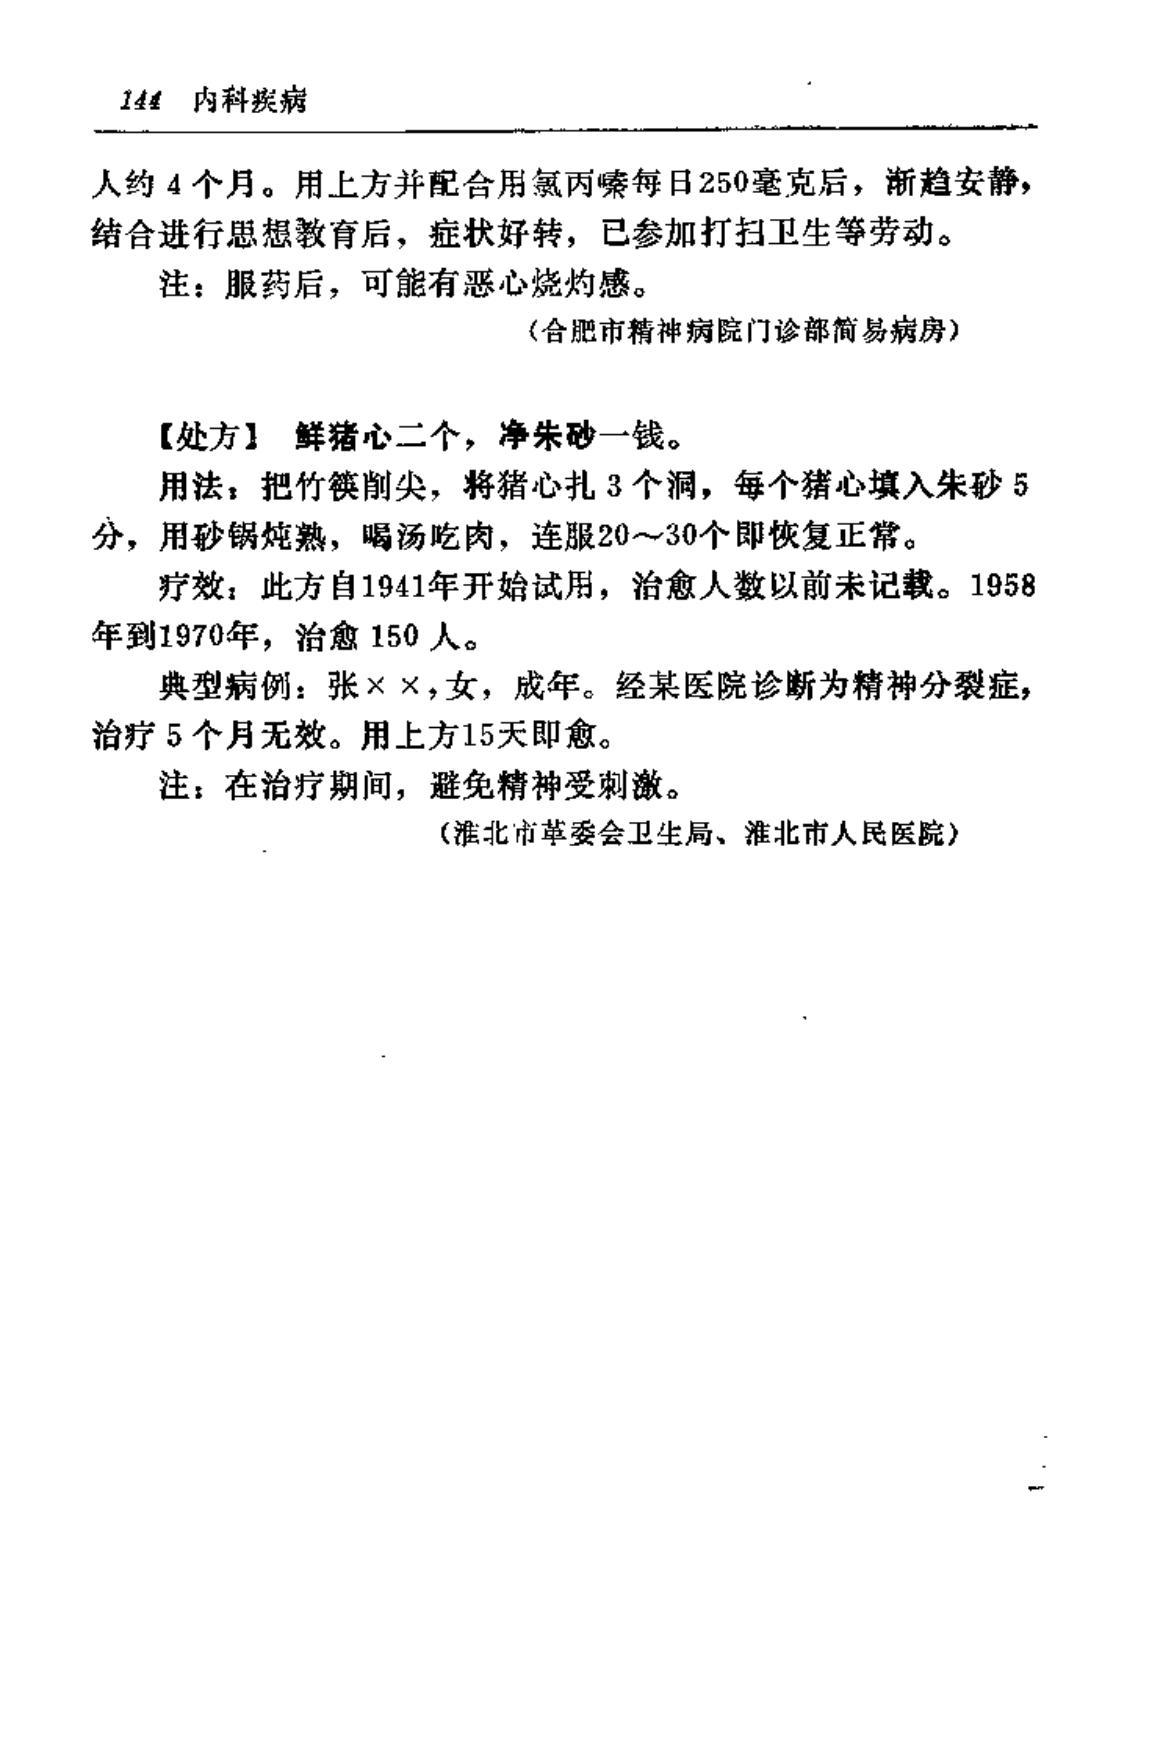 144 内科疾病
人约 4 个月。用上方并配合用氯丙嗪每日250毫克后，渐趋安静，
结合进行思想教育后，症状好转，已参加打扫卫生等劳动。
注：服药后，可能有恶心烧灼感。
（合肥市精神病院门诊部简易病房）
【处方】 鲜猪心二个，净朱砂一钱。
用法：把竹筷削尖，将猪心扎 3 个洞，每个猪心填入朱砂 5
分，用砂锅炖熟，喝汤吃肉，连服20～30个即恢复正常。
疗效：此方自1941年开始试用，治愈人数以前未记载。1958
年到1970年，治愈 150 人。
典型病例：张××，女，成年。经某医院诊断为精神分裂症，
治疗 5 个月无效。用上方15天即愈。
注：在治疗期间，避免精神受刺激。
（淮北市革委会卫生局、淮北市人民医院）